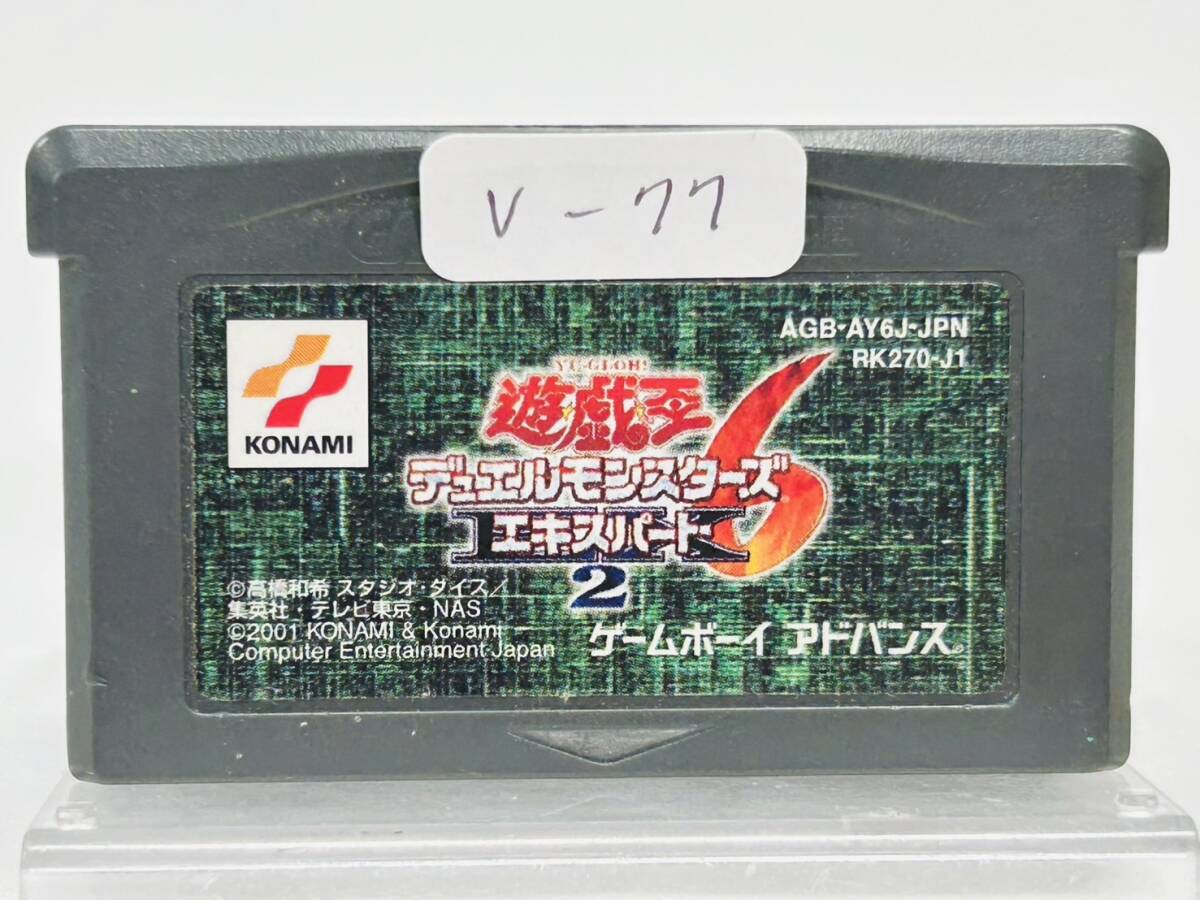 V-77
AGB-AY6J-JPN
RK270-J1
KONAMI
YU-GI-OH!
遊戯王
デュエルモンスターズ
6
エキスパート
2
©高橋和希 スタジオ・ダイス/
集英社・テレビ東京・NAS
©2001 KONAMI & Konami
Computer Entertainment Japan
ゲームボーイ アドバンス